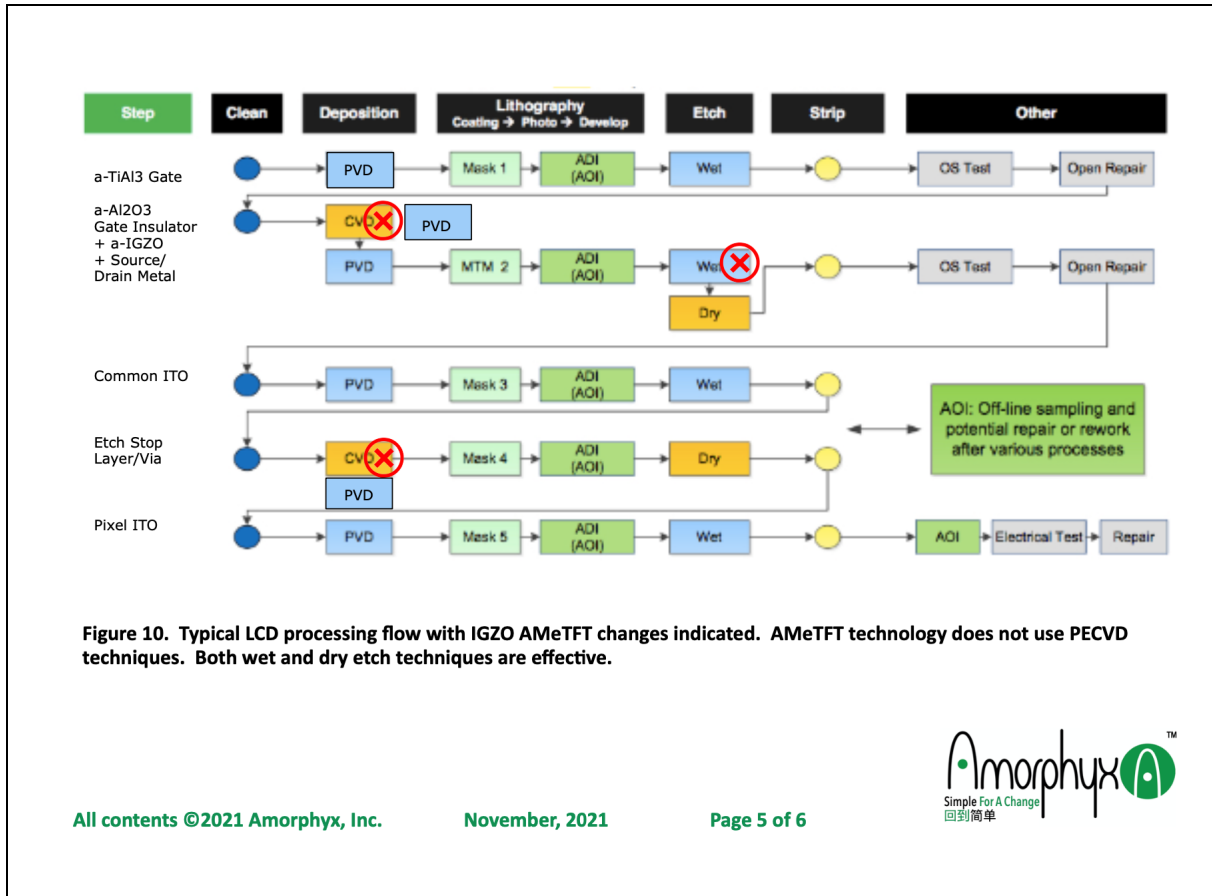 Step Clean Deposition Lithography Etch Strip Other
Coating → Photo → Develop
a-TiAl3 Gate
PVD Mask 1 ADI Wet OS Test Open Repair
(AOI)
a-Al2O3
Gate Insulator
+ a-IGZO
+ Source/
Drain Metal
CVD PVD
PVD MTM 2 ADI Wet OS Test Open Repair
(AOI)
Dry
Common ITO
PVD Mask 3 ADI Wet
(AOI)
AOI: Off-line sampling and
potential repair or rework
after various processes
Etch Stop
Layer/Via
CVD Mask 4 ADI Dry
(AOI)
PVD
Pixel ITO
PVD Mask 5 ADI Wet AOI Electrical Test Repair
(AOI)
Figure 10. Typical LCD processing flow with IGZO AMeTFT changes indicated. AMeTFT technology does not use PECVD
techniques. Both wet and dry etch techniques are effective.
Amorphyx TM
Simple For A Change
回到简单
All contents ©2021 Amorphyx, Inc. November, 2021 Page 5 of 6